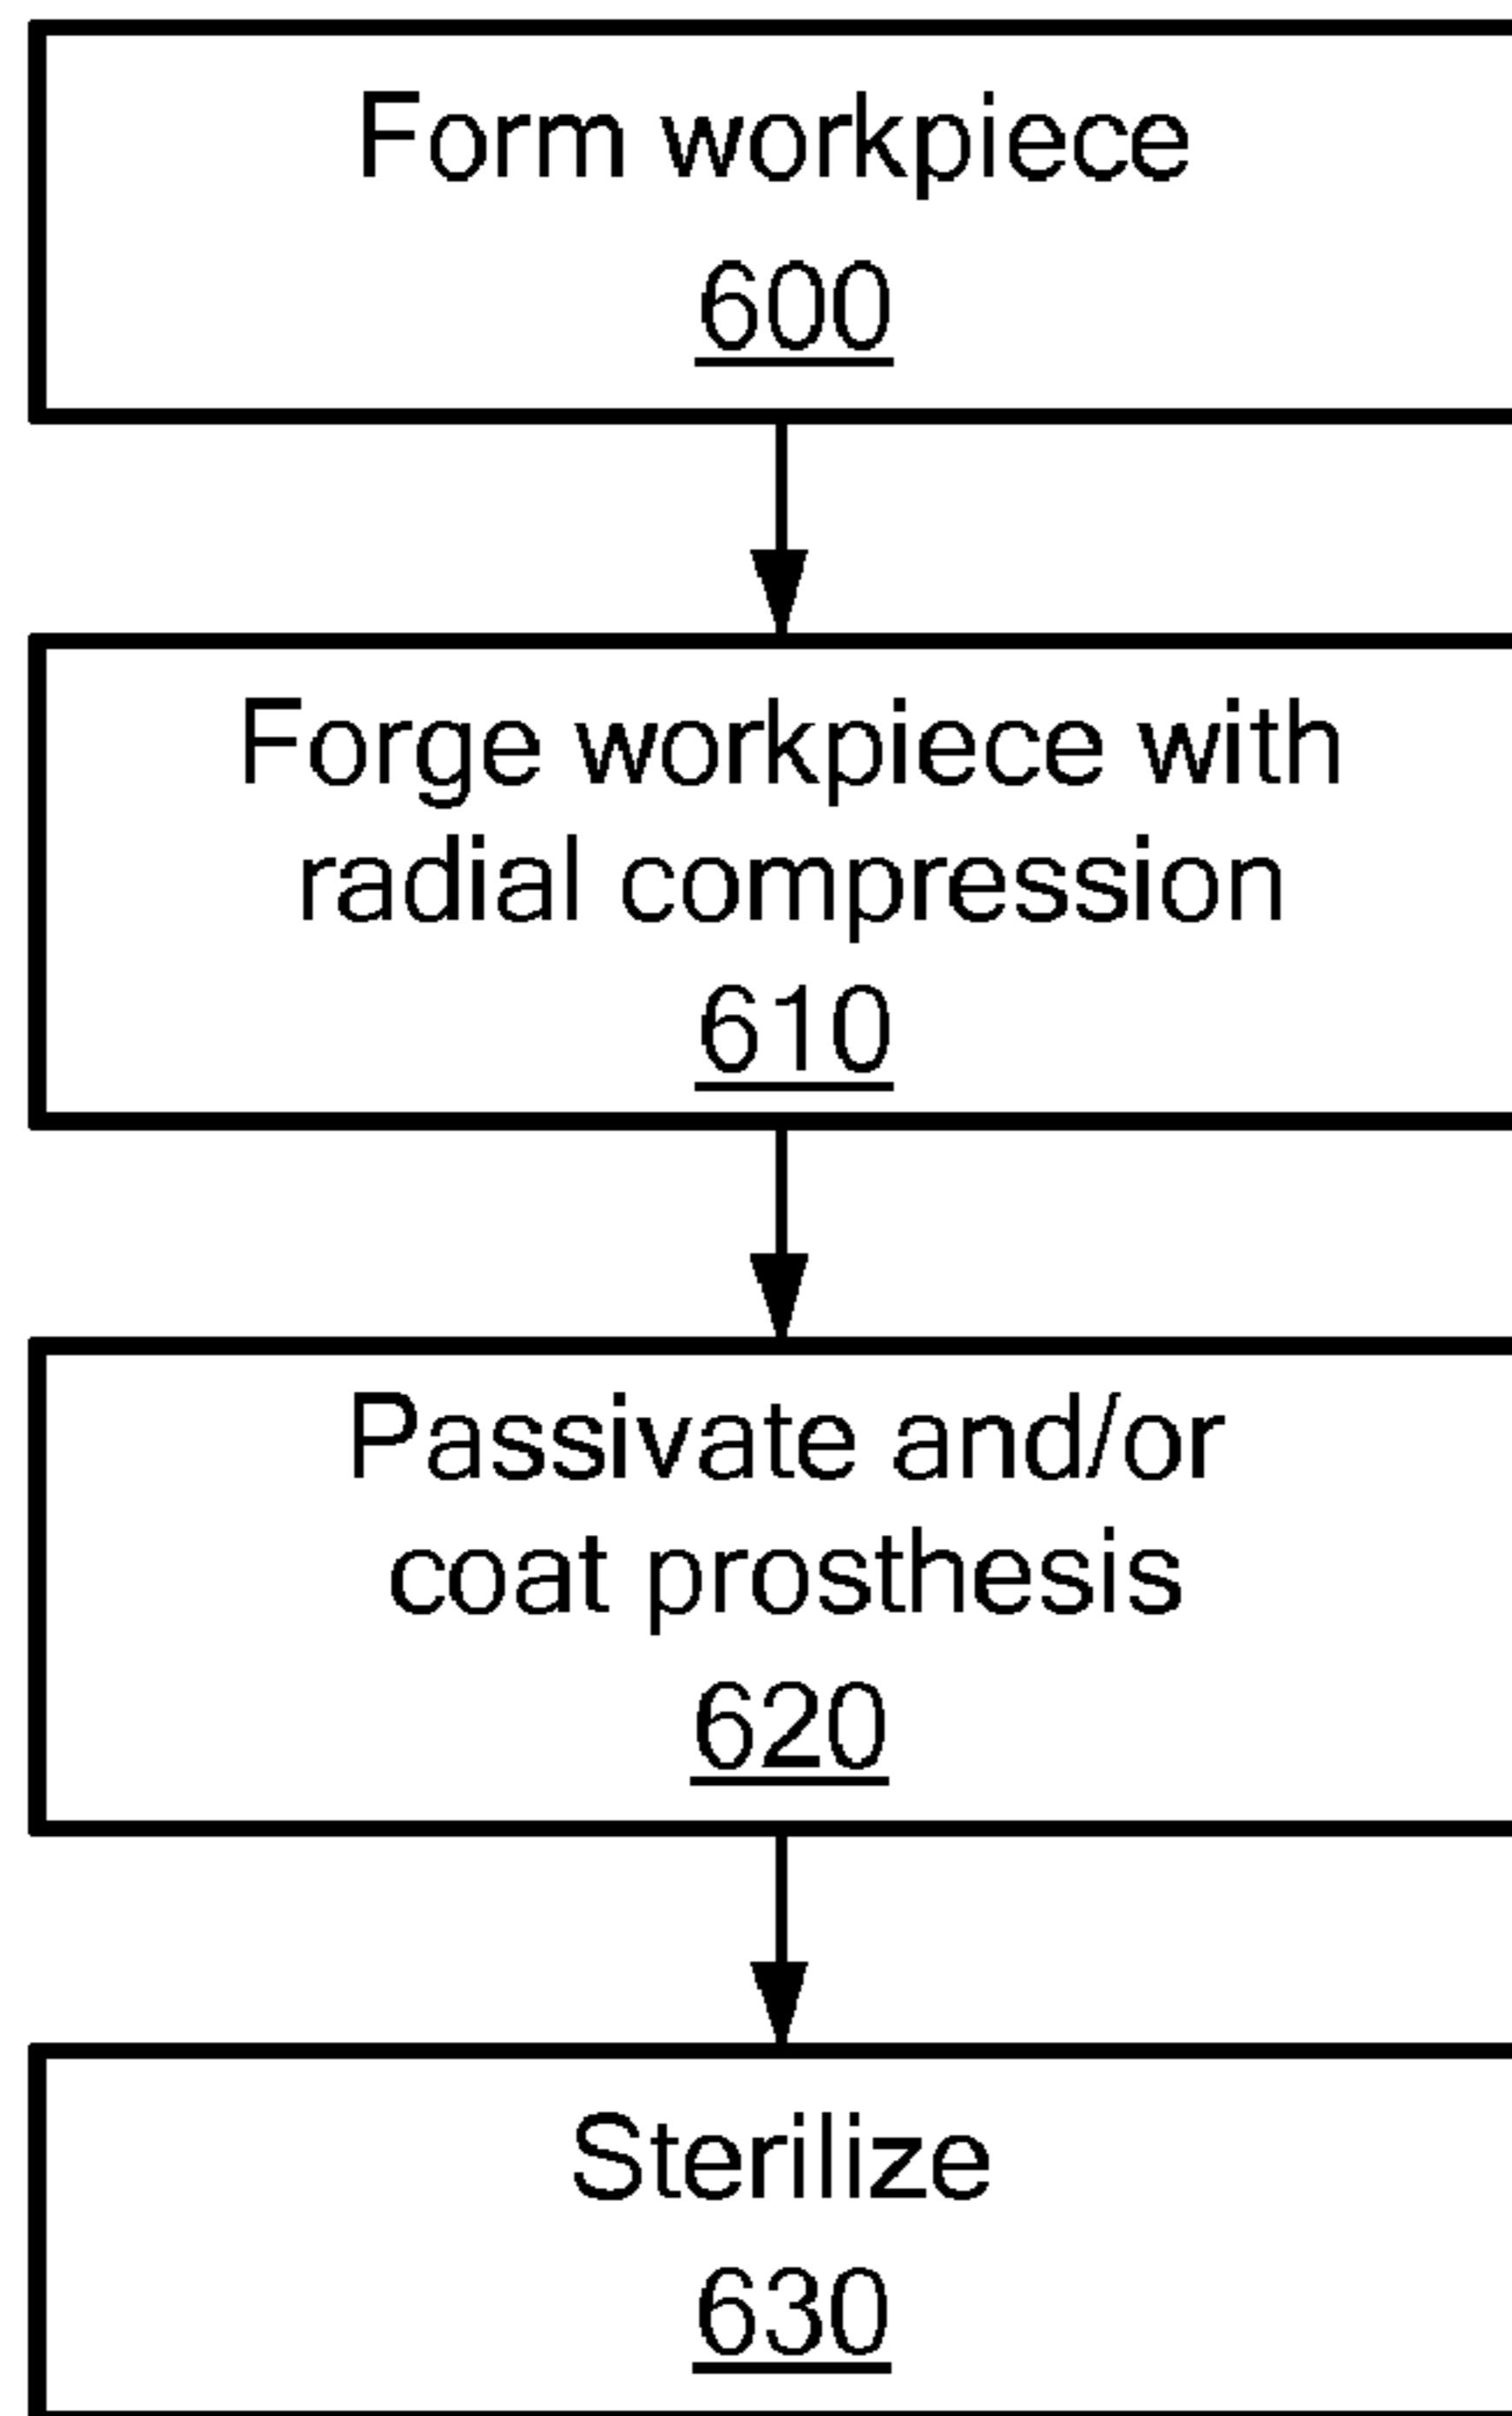 Form workpiece
600
Forge workpiece with
radial compression
610
Passivate and/or
coat prosthesis
620
Sterilize
630